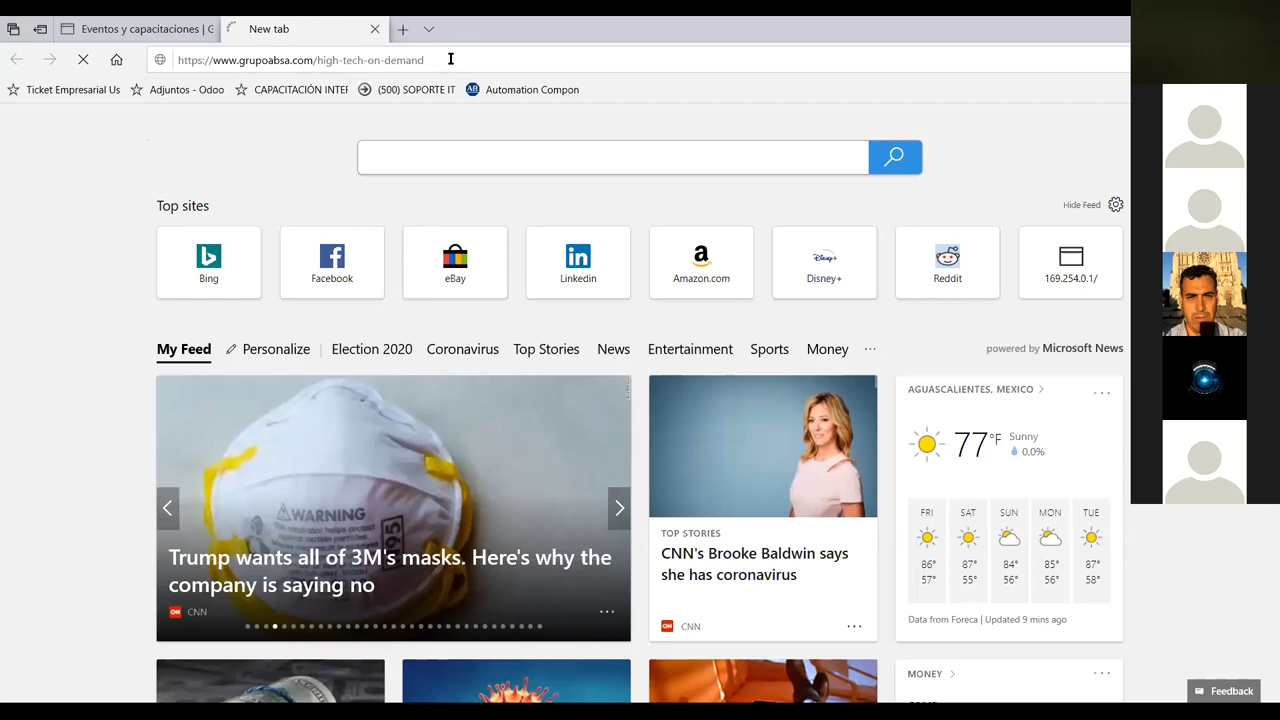 Eventos y capacitaciones | G
New tab
https://www.grupoabsa.com/high-tech-on-demand
Ticket Empresarial Us
Adjuntos - Odoo
CAPACITACIÓN INTER
(500) SOPORTE IT
AB
Automation Compon
Top sites
Hide Feed
Bing
Facebook
eBay
Linkedin
a
Amazon.com
Disney+
Disney+
Reddit
169.254.0.1/
My Feed
Personalize
Election 2020
Coronavirus
Top Stories
News
Entertainment
Sports
Money
powered by Microsoft News
WARNING
95
Trump wants all of 3M's masks. Here's why the
company is saying no
CNN
TOP STORIES
CNN's Brooke Baldwin says
she has coronavirus
CNN
AGUASCALIENTES, MEXICO
77°F
Sunny
0.0%
FRI SAT SUN MON TUE
86° 87° 84° 85° 87°
57° 55° 56° 56° 58°
Data from Foreca | Updated 9 mins ago
MONEY
Feedback